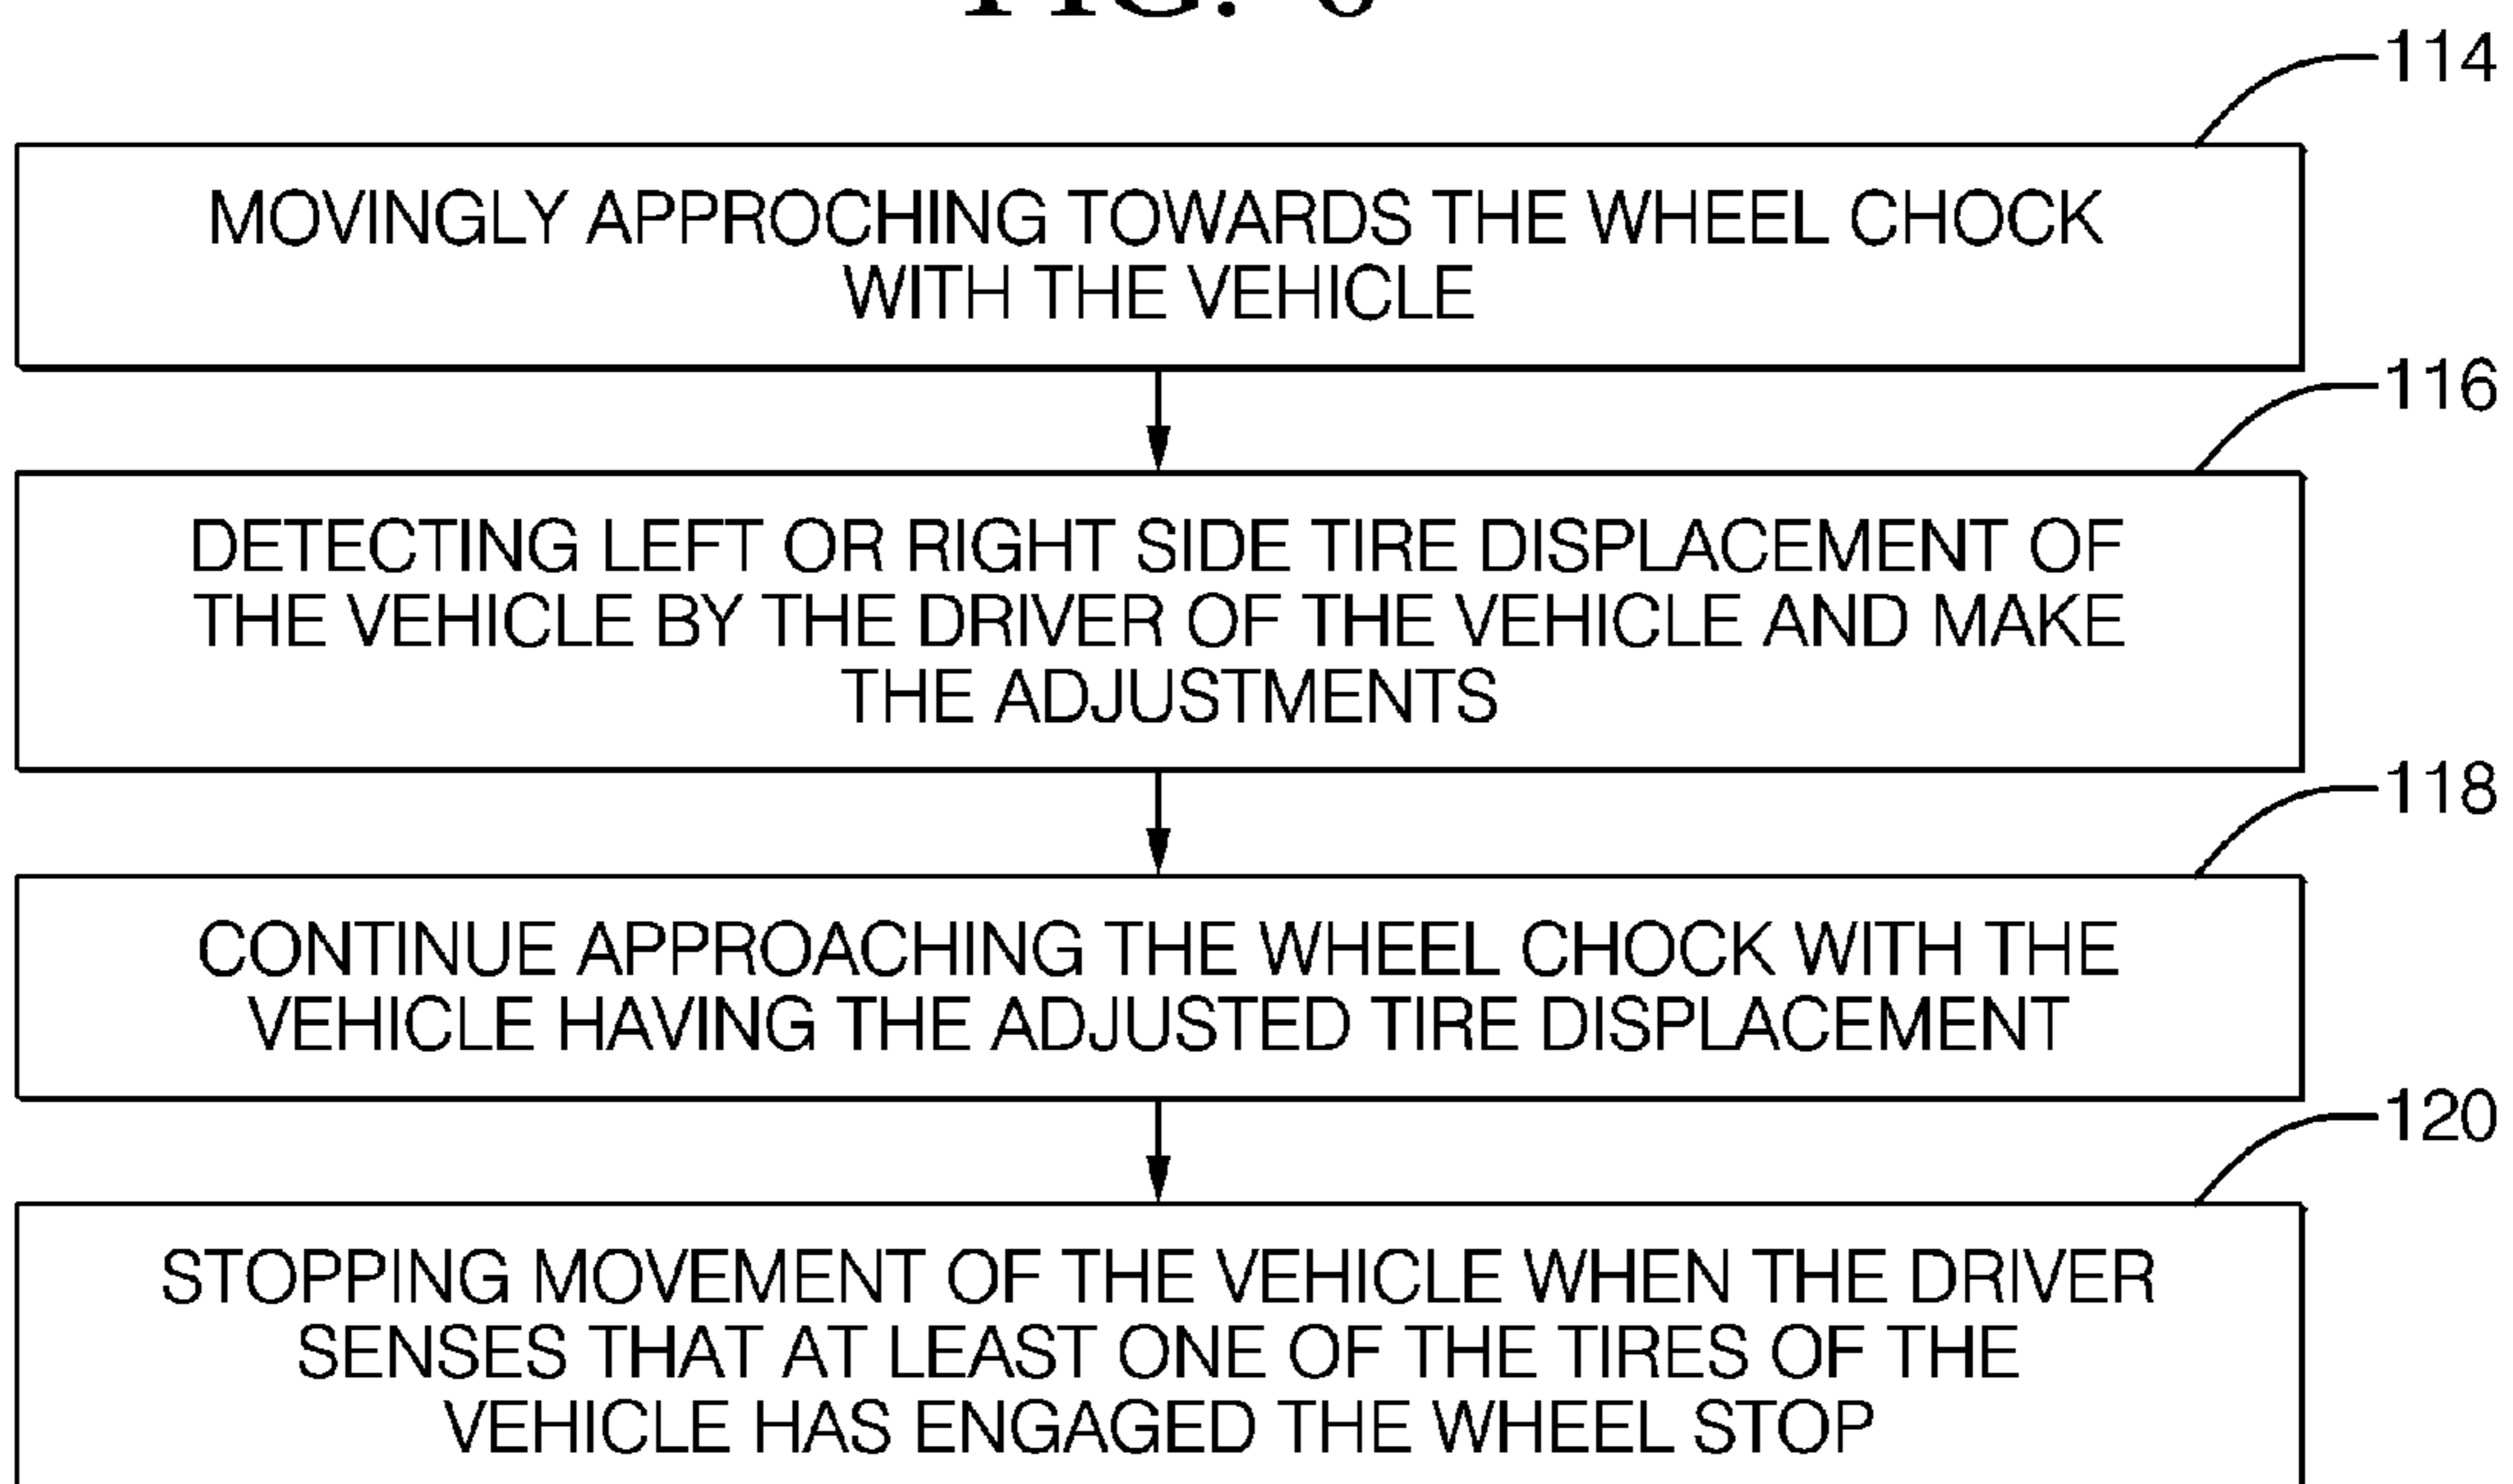 FIG.
114
MOVINGLY APPROCHING TOWARDS THE WHEEL CHOCK
WITH THE VEHICLE
116
DETECTING LEFT OR RIGHT SIDE TIRE DISPLACEMENT OF
THE VEHICLE BY THE DRIVER OF THE VEHICLE AND MAKE
THE ADJUSTMENTS
118
CONTINUE APPROACHING THE WHEEL CHOCK WITH THE
VEHICLE HAVING THE ADJUSTED TIRE DISPLACEMENT
120
STOPPING MOVEMENT OF THE VEHICLE WHEN THE DRIVER
SENSES THAT AT LEAST ONE OF THE TIRES OF THE
VEHICLE HAS ENGAGED THE WHEEL STOP